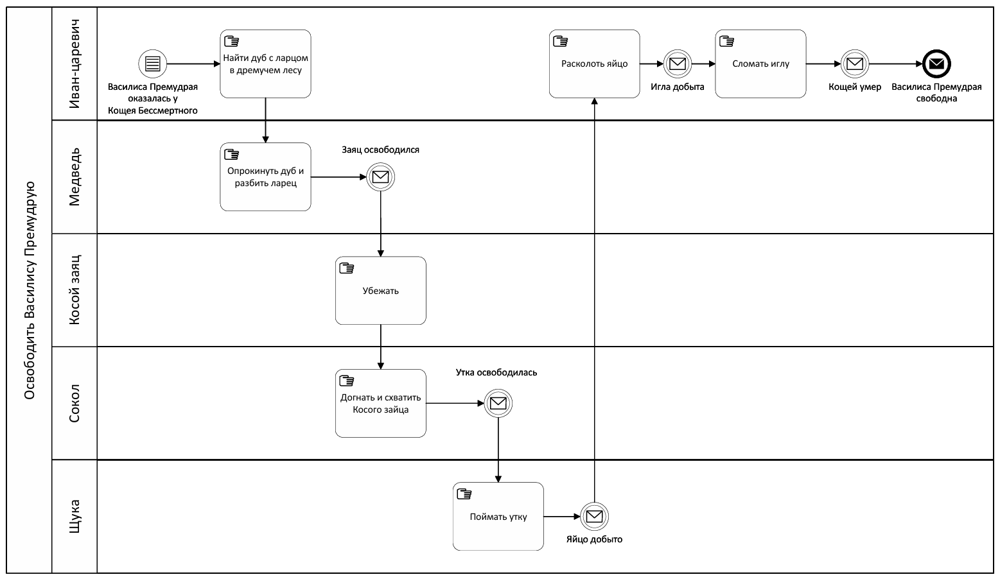 Освободить Василису Премудрую
Иван-царевич
Василиса Премудрая
оказалась у
Кощея Бессмертного
Найти дуб с ларцом
в дремучем лесу
Расколоть яйцо
Игла добыта
Сломать иглу
Кощей умер
Василиса Премудрая
свободна
Медведь
Опрокинуть дуб и
разбить ларец
Заяц освободился
Косой заяц
Убежать
Сокол
Догнать и схватить
Косого зайца
Утка освободилась
Щука
Поймать утку
Яйцо добыто